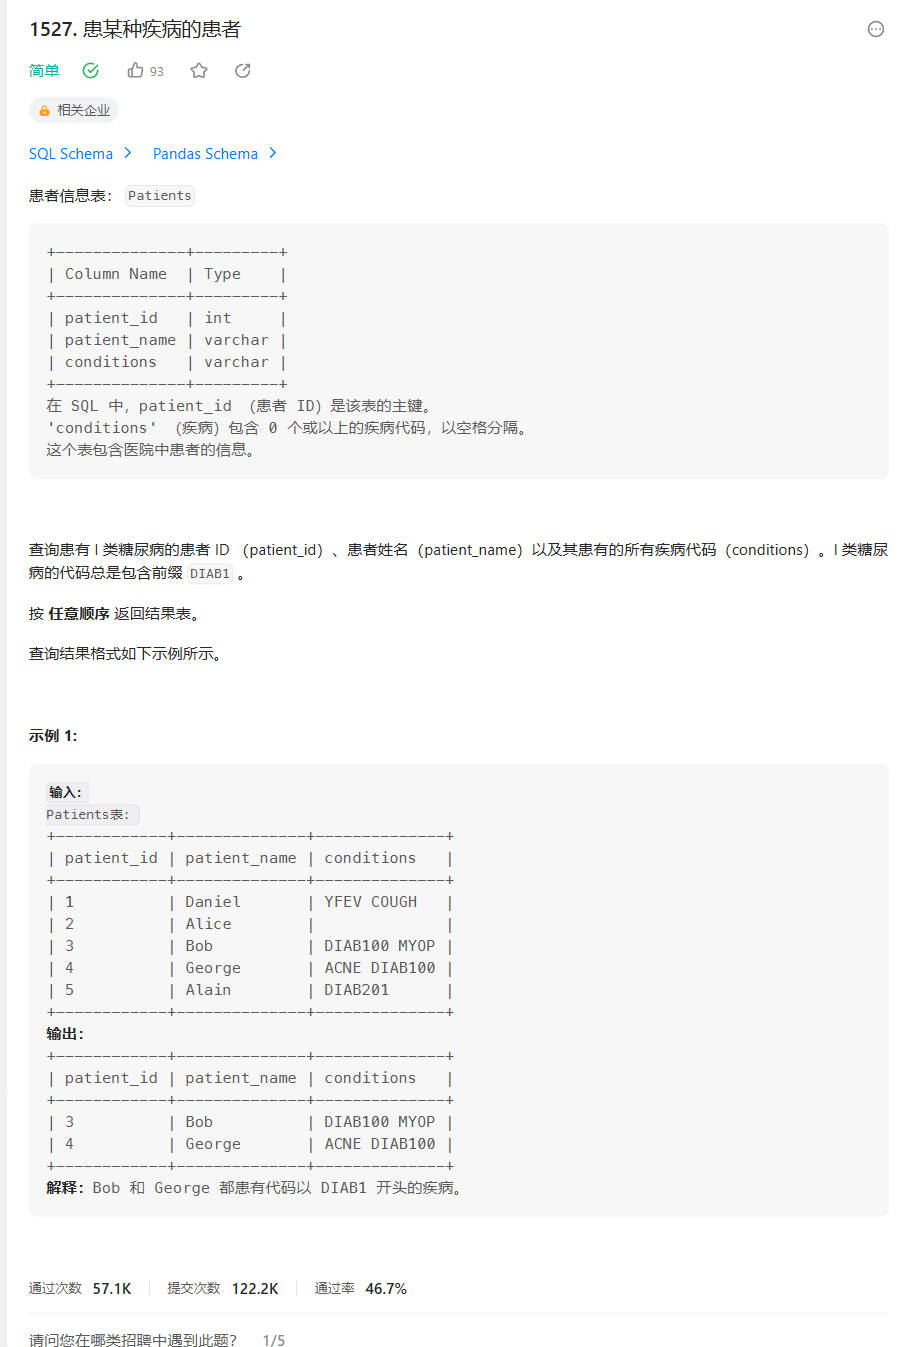 1527. 患某种疾病的患者
简单 93
相关企业
SQL Schema Pandas Schema
患者信息表： Patients
+--------------+---------+
| Column Name  | Type    |
+--------------+---------+
| patient_id   | int     |
| patient_name | varchar |
| conditions   | varchar |
+--------------+---------+
在 SQL 中，patient_id （患者 ID）是该表的主键。
'conditions' （疾病）包含 0 个或以上的疾病代码，以空格分隔。
这个表包含医院中患者的信息。
查询患有 I 类糖尿病的患者 ID （patient_id）、患者姓名（patient_name）以及其患有的所有疾病代码（conditions）。I 类糖尿
病的代码总是包含前缀 DIAB1 。
按 任意顺序 返回结果表。
查询结果格式如下示例所示。
示例 1:
输入：
Patients表：
+------------+--------------+--------------+
| patient_id | patient_name | conditions   |
+------------+--------------+--------------+
| 1          | Daniel       | YFEV COUGH   |
| 2          | Alice        |              |
| 3          | Bob          | DIAB100 MYOP |
| 4          | George       | ACNE DIAB100 |
| 5          | Alain        | DIAB201      |
+------------+--------------+--------------+
输出：
+------------+--------------+--------------+
| patient_id | patient_name | conditions   |
+------------+--------------+--------------+
| 3          | Bob          | DIAB100 MYOP |
| 4          | George       | ACNE DIAB100 |
+------------+--------------+--------------+
解释：Bob 和 George 都患有代码以 DIAB1 开头的疾病。
通过次数 57.1K 提交次数 122.2K 通过率 46.7%
请问您在哪类招聘中遇到此题？ 1/5